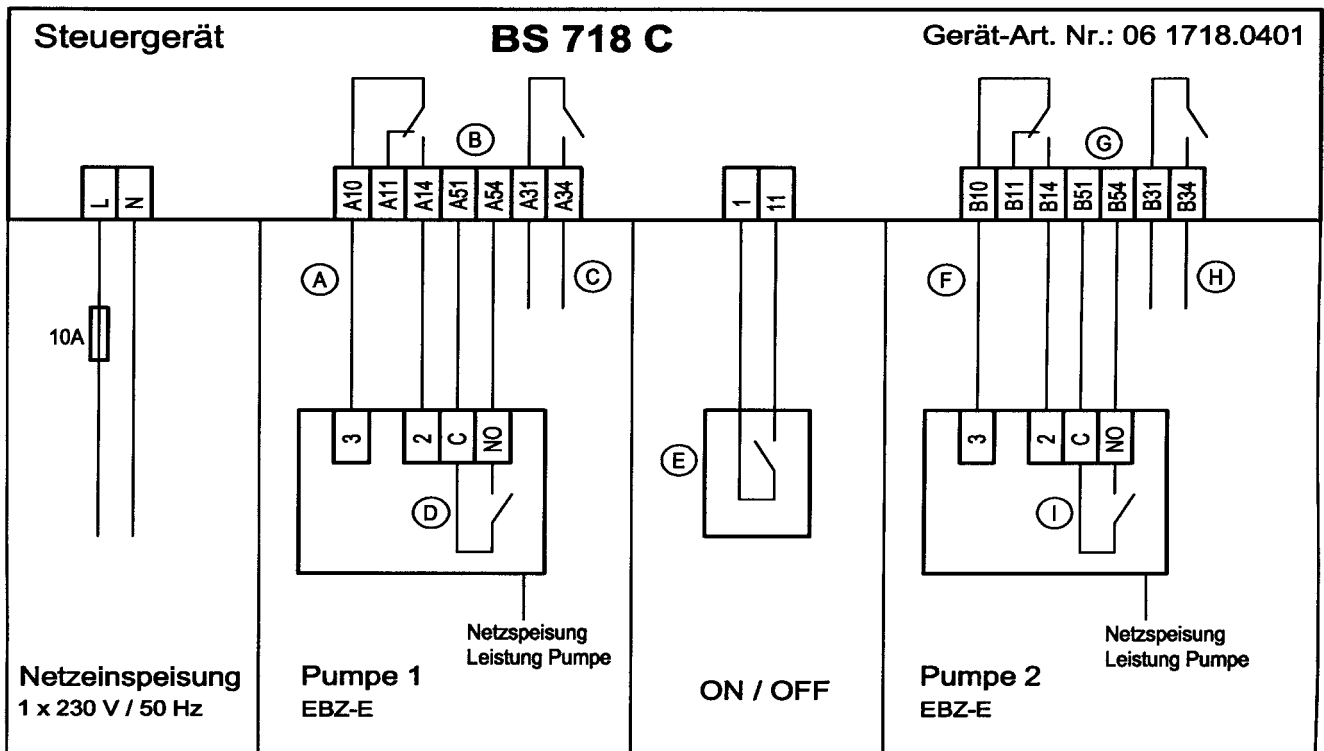 Steuergerät BS 718 C Gerät-Art. Nr.: 06 1718.0401
B G
L N A10 A11 A14 A51 A54 A31 A34 1 11 B10 B11 B14 B51 B54 B31 B34
A C F H
10A
3 2 C NO 3 2 C NO
E
D I
Netzspeisung Netzspeisung
Leistung Pumpe Leistung Pumpe
Netzeinspeisung Pumpe 1 ON / OFF Pumpe 2
1 x 230 V / 50 Hz EBZ-E EBZ-E